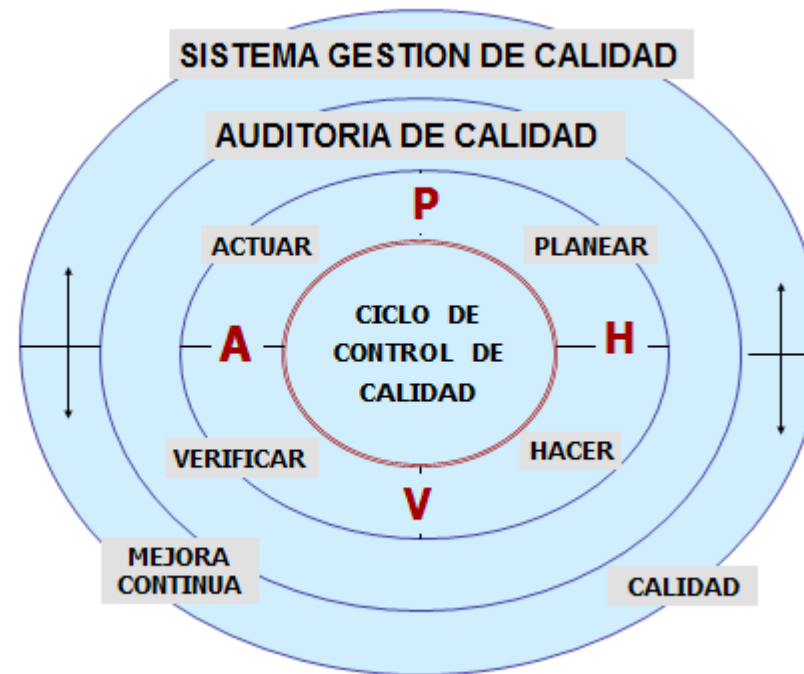 SISTEMA GESTION DE CALIDAD
AUDITORIA DE CALIDAD
P
ACTUAR
PLANEAR
CICLO DE
CONTROL DE
CALIDAD
A
H
VERIFICAR
HACER
V
MEJORA
CONTINUA
CALIDAD